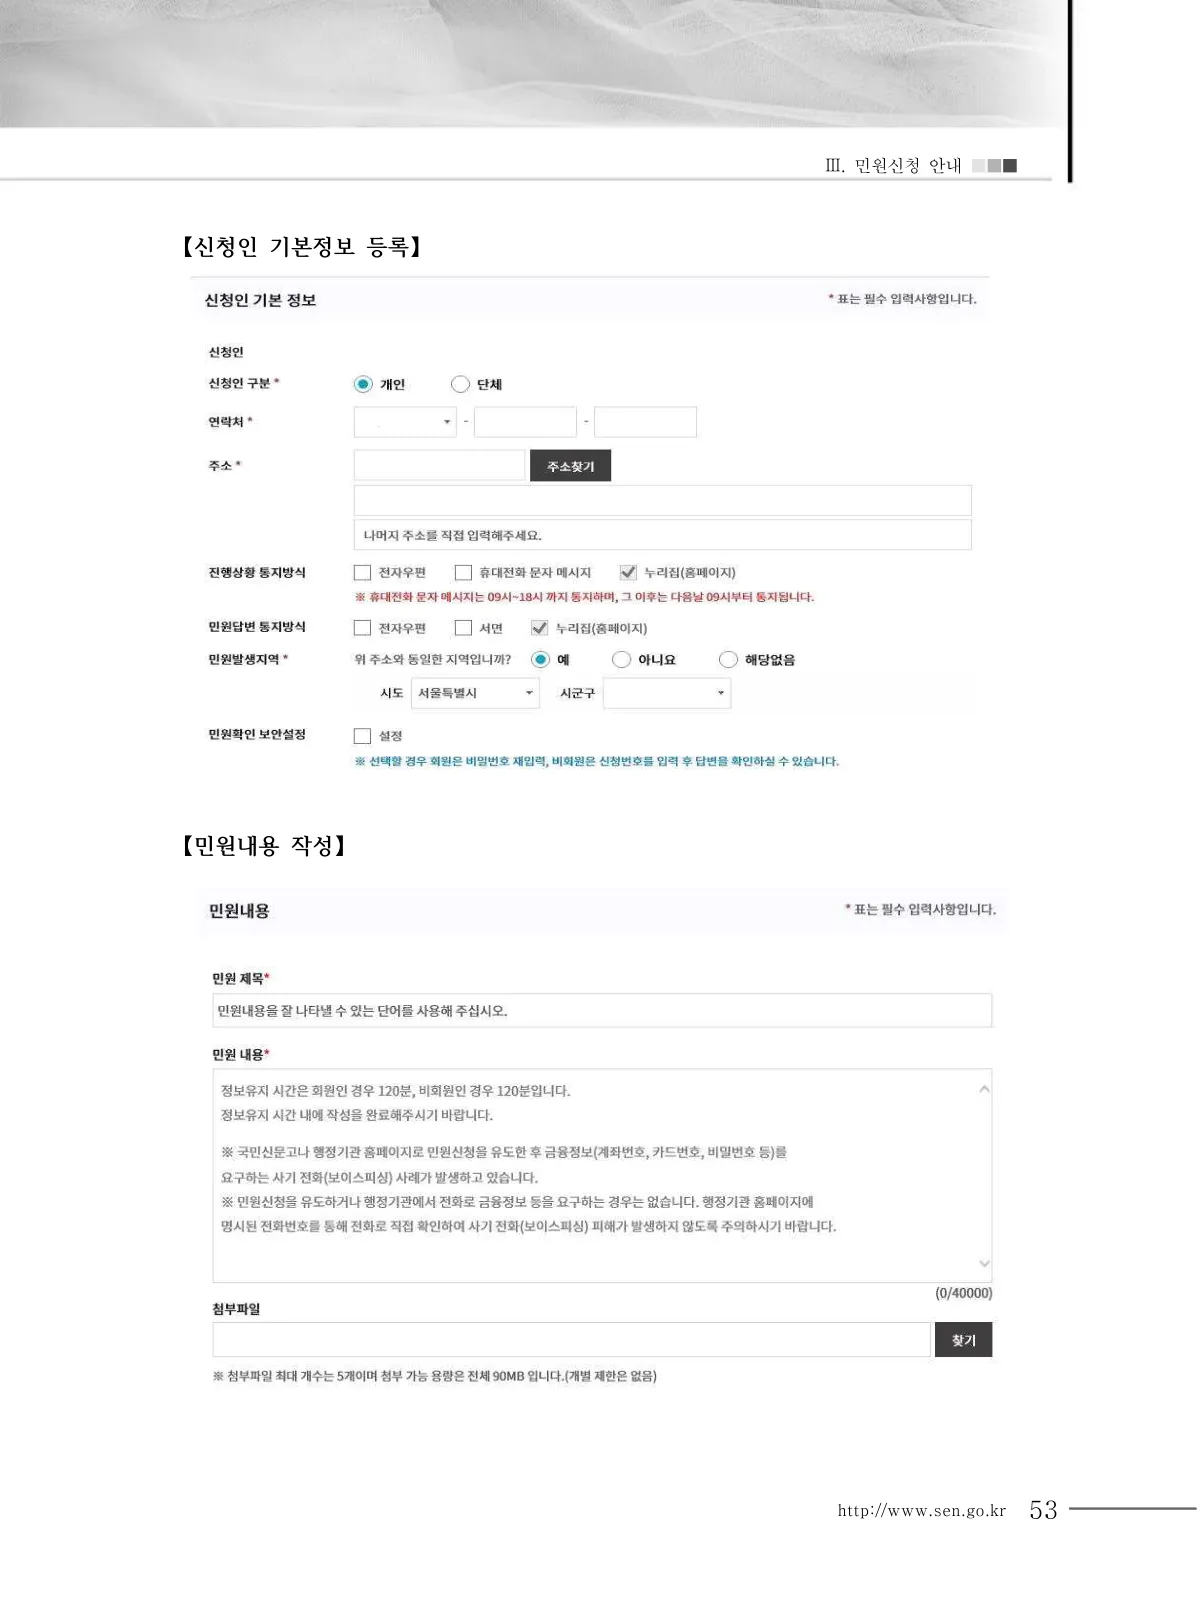 Ⅲ. 민원신청 안내
【신청인 기본정보 등록】
신청인 기본 정보
* 표는 필수 입력사항입니다.
신청인
신청인 구분 * 개인 단체
연락처 * - -
주소 * 주소찾기
나머지 주소를 직접 입력해주세요.
진행상황 통지방식 전자우편 휴대전화 문자 메시지 누리집(홈페이지)
※ 휴대전화 문자 메시지는 09시~18시 까지 통지하며, 그 이후는 다음날 09시부터 통지됩니다.
민원답변 통지방식 전자우편 서면 누리집(홈페이지)
민원발생지역 * 위 주소와 동일한 지역입니까? 예 아니요 해당없음
시도 서울특별시 시군구
민원확인 보안설정 설정
※ 선택할 경우 회원은 비밀번호 재입력, 비회원은 신청번호를 입력 후 답변을 확인하실 수 있습니다.
【민원내용 작성】
민원내용
* 표는 필수 입력사항입니다.
민원 제목*
민원내용을 잘 나타낼 수 있는 단어를 사용해 주십시오.
민원 내용*
정보유지 시간은 회원인 경우 120분, 비회원인 경우 120분입니다.
정보유지 시간 내에 작성을 완료해주시기 바랍니다.
※ 국민신문고나 행정기관 홈페이지로 민원신청을 유도한 후 금융정보(계좌번호, 카드번호, 비밀번호 등)를
요구하는 사기 전화(보이스피싱) 사례가 발생하고 있습니다.
※ 민원신청을 유도하거나 행정기관에서 전화로 금융정보 등을 요구하는 경우는 없습니다. 행정기관 홈페이지에
명시된 전화번호를 통해 전화로 직접 확인하여 사기 전화(보이스피싱) 피해가 발생하지 않도록 주의하시기 바랍니다.
(0/40000)
첨부파일
찾기
※ 첨부파일 최대 개수는 5개이며 첨부 가능 용량은 전체 90MB 입니다.(개별 제한은 없음)
http://www.sen.go.kr 53